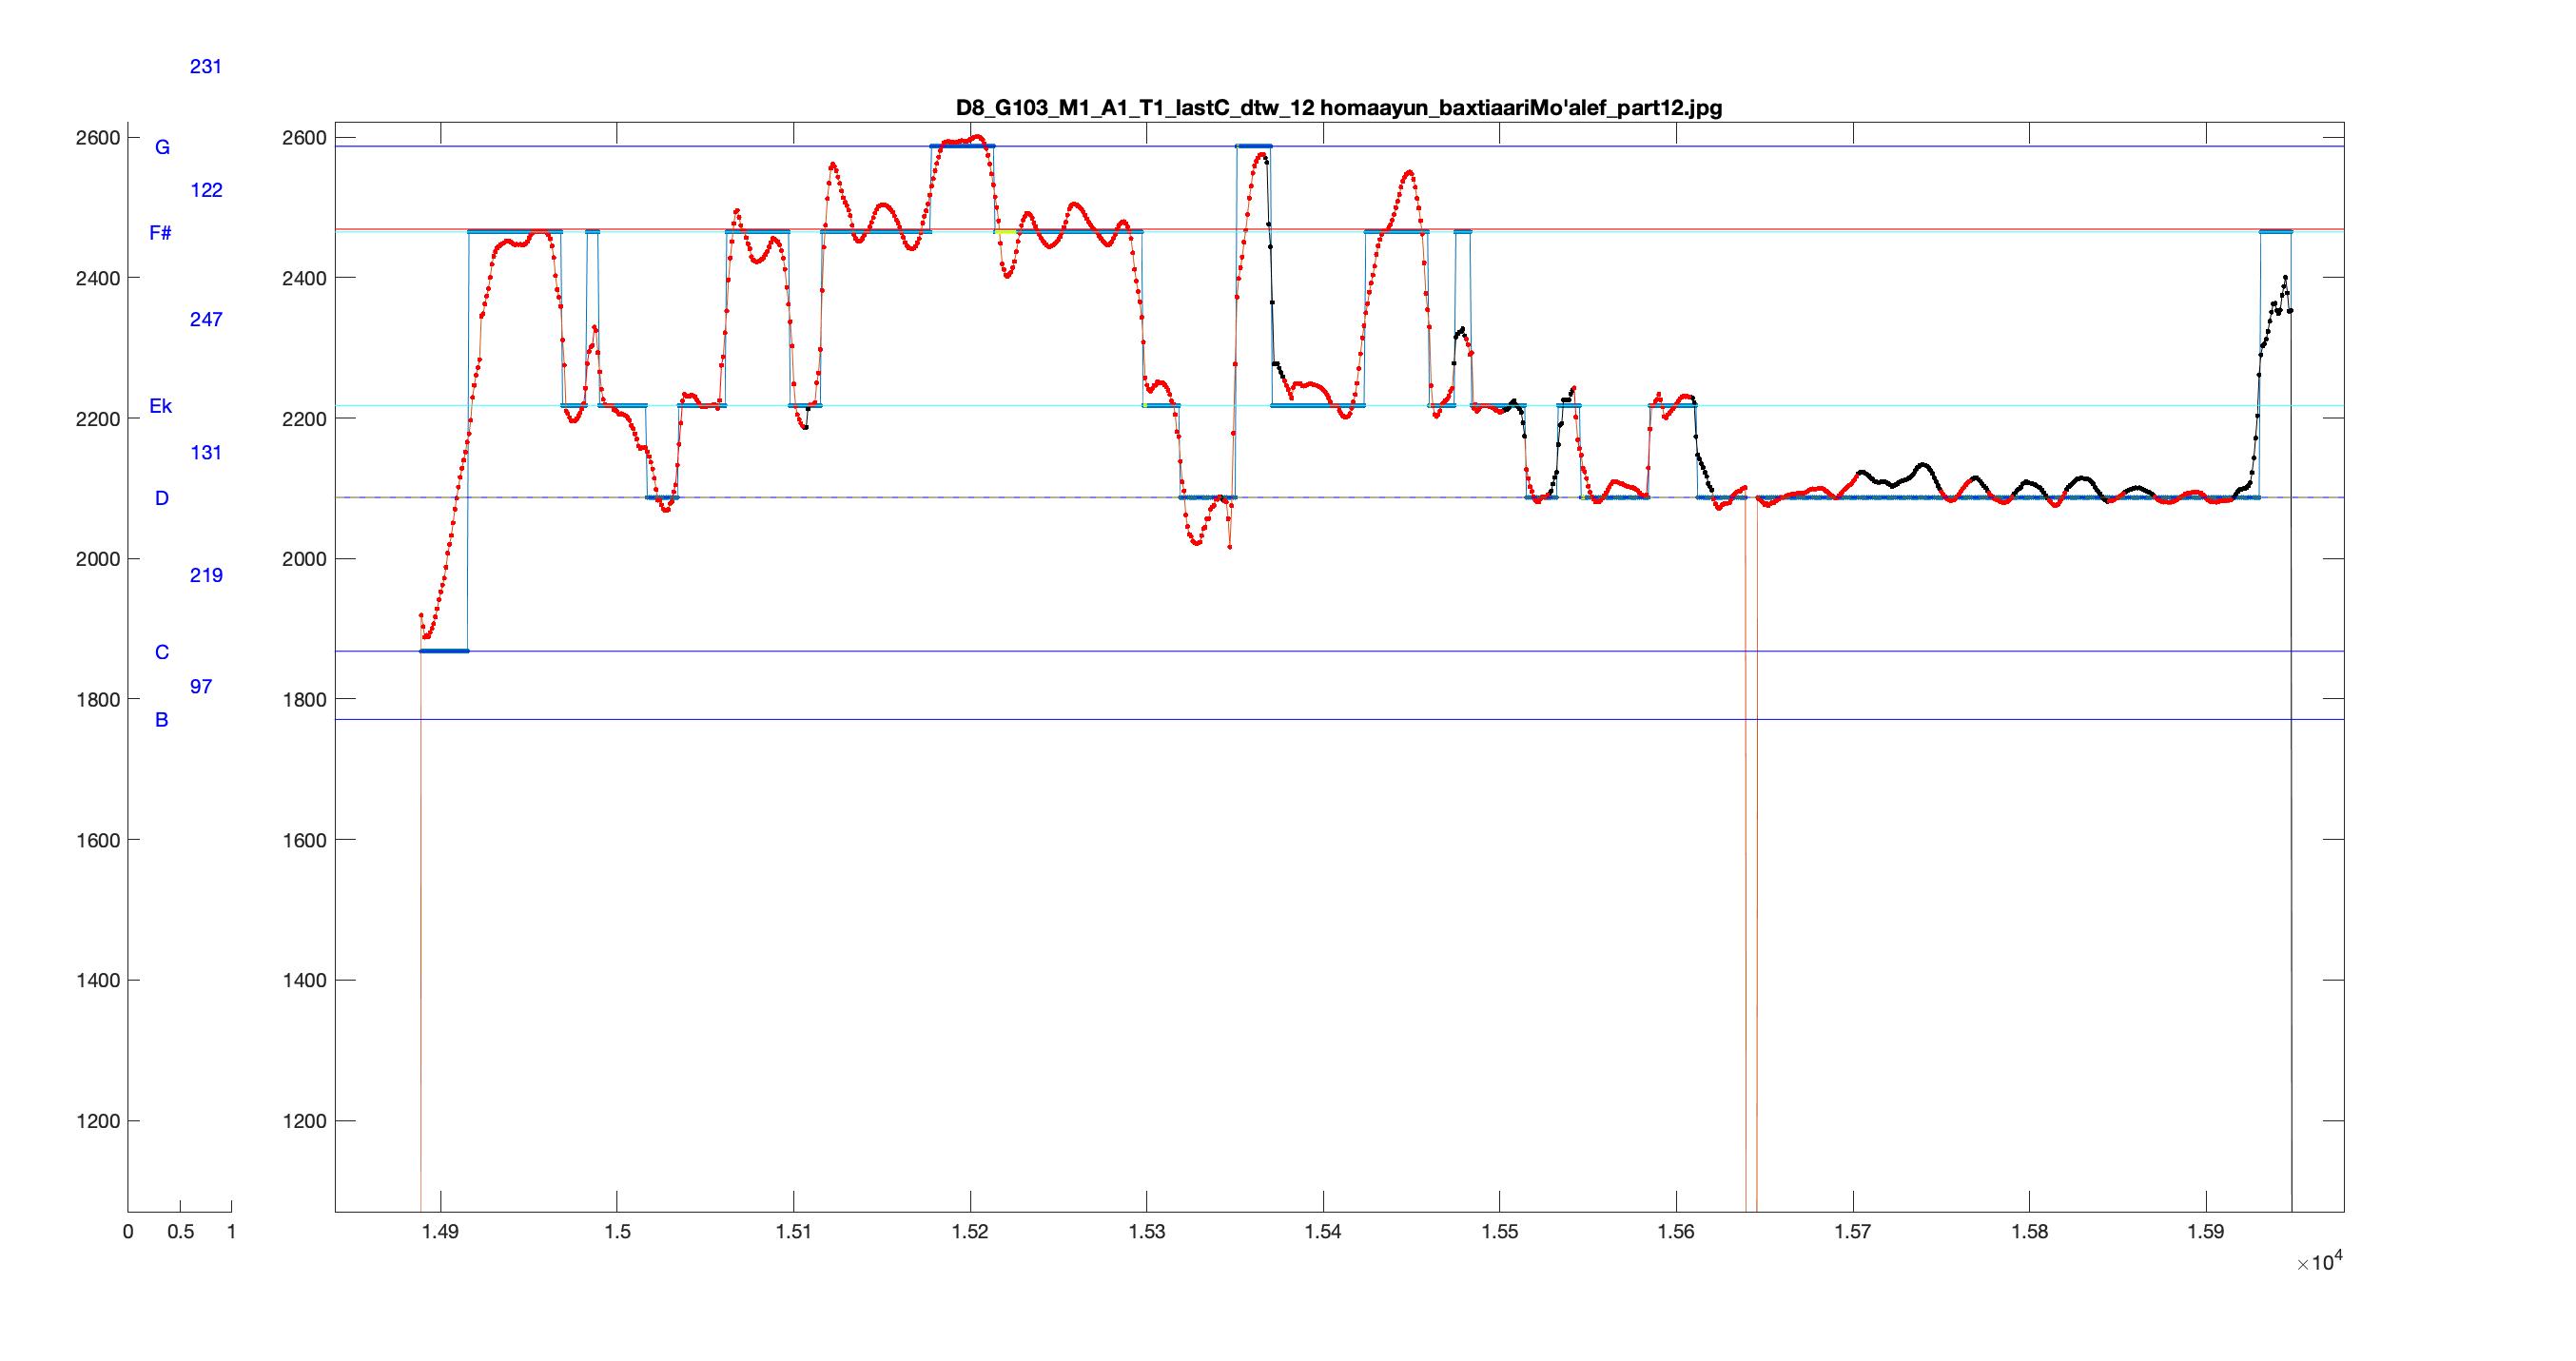 231
D8_G103_M1_A1_T1_lastC_dtw_12 homaayun_baxtiaariMo'alef_part12.jpg
2600 G 2600
122
F#
2400 2400
247
Ek
2200 2200
131
D
2000 2000
219
C
97
1800 1800
B
1600 1600
1400 1400
1200 1200
0 0.5 1 1.49 1.5 1.51 1.52 1.53 1.54 1.55 1.56 1.57 1.58 1.59
×10^4